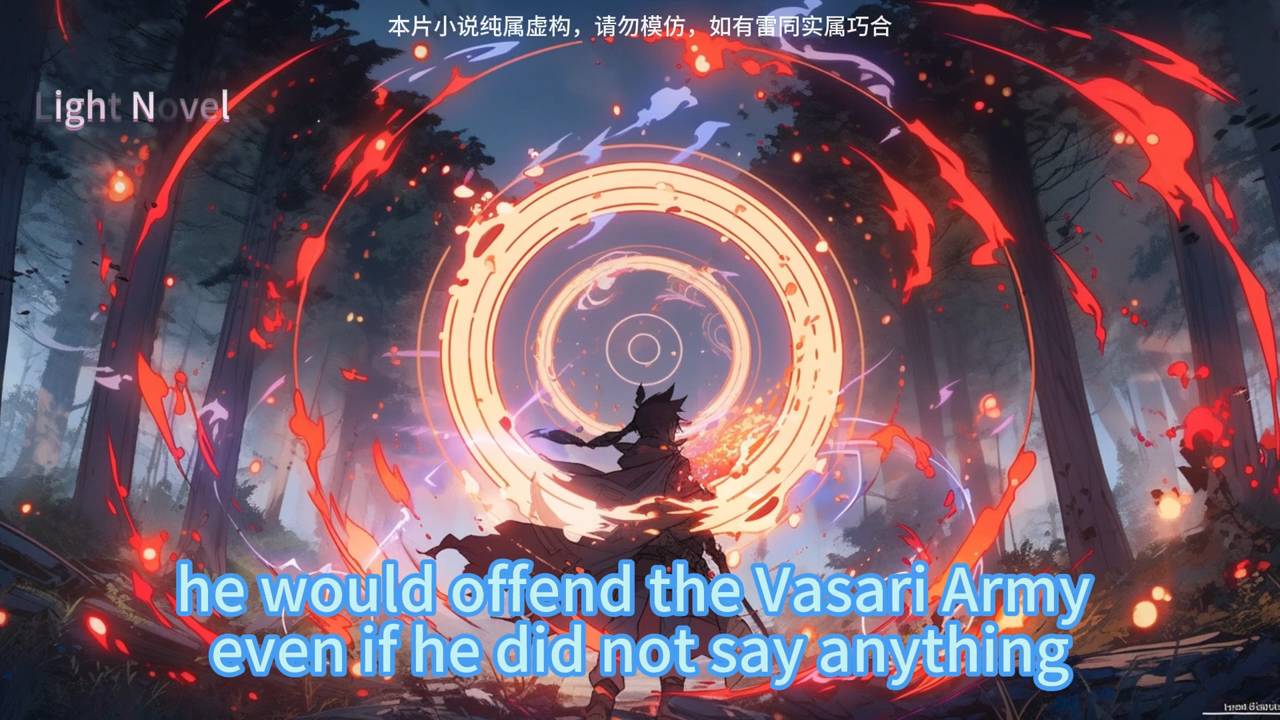 本片小说纯属虚构，请勿模仿，如有雷同实属巧合
Light Novel
he would offend the Vasari Army
even if he did not say anything